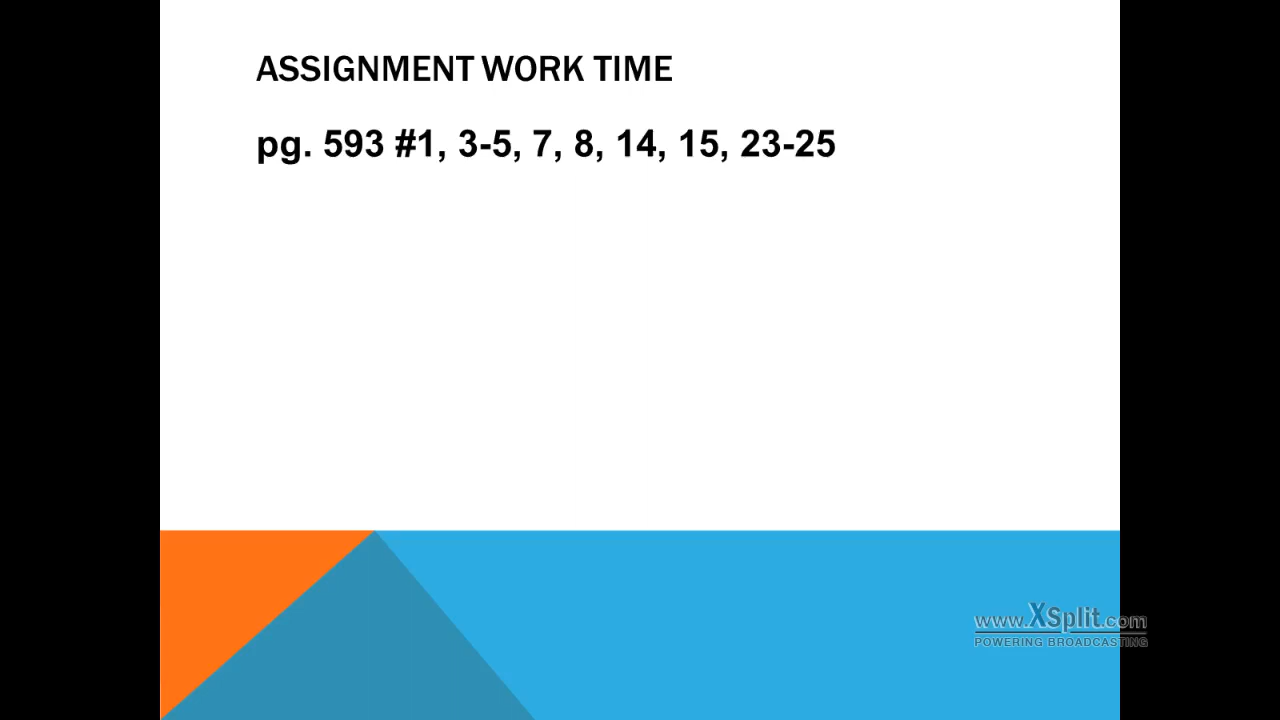 ASSIGNMENT WORK TIME
pg. 593 #1, 3-5, 7, 8, 14, 15, 23-25
www.XSplit.com
POWERING BROADCASTING